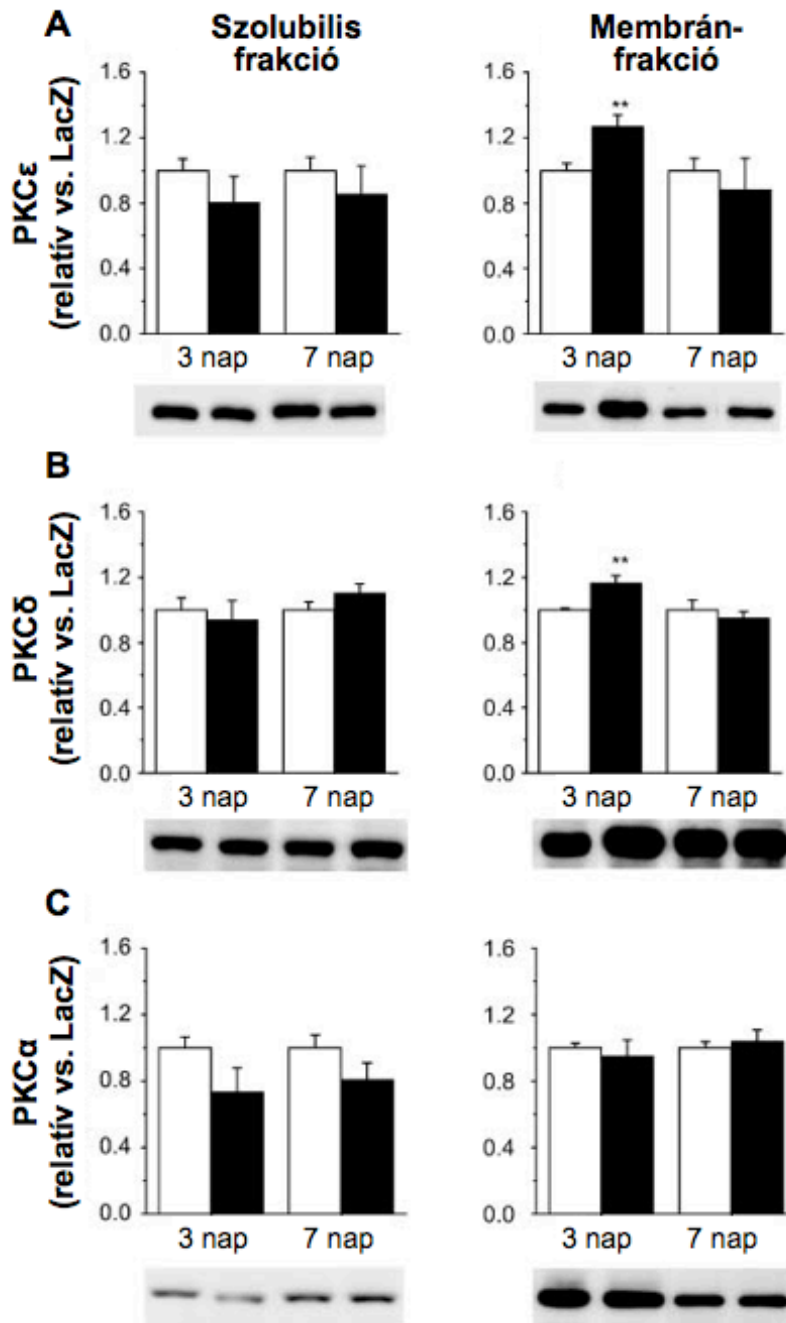 A
Szolubilis
frakció
Membrán-
frakció
PKCε
(relatív vs. LacZ)
1.6
1.2
0.8
0.4
0.0
3 nap 7 nap
1.6
1.2
0.8
0.4
0.0
**
3 nap 7 nap
B
PKCδ
(relatív vs. LacZ)
1.6
1.2
0.8
0.4
0.0
3 nap 7 nap
1.6
1.2
0.8
0.4
0.0
**
3 nap 7 nap
C
PKCα
(relatív vs. LacZ)
1.6
1.2
0.8
0.4
0.0
3 nap 7 nap
1.6
1.2
0.8
0.4
0.0
3 nap 7 nap